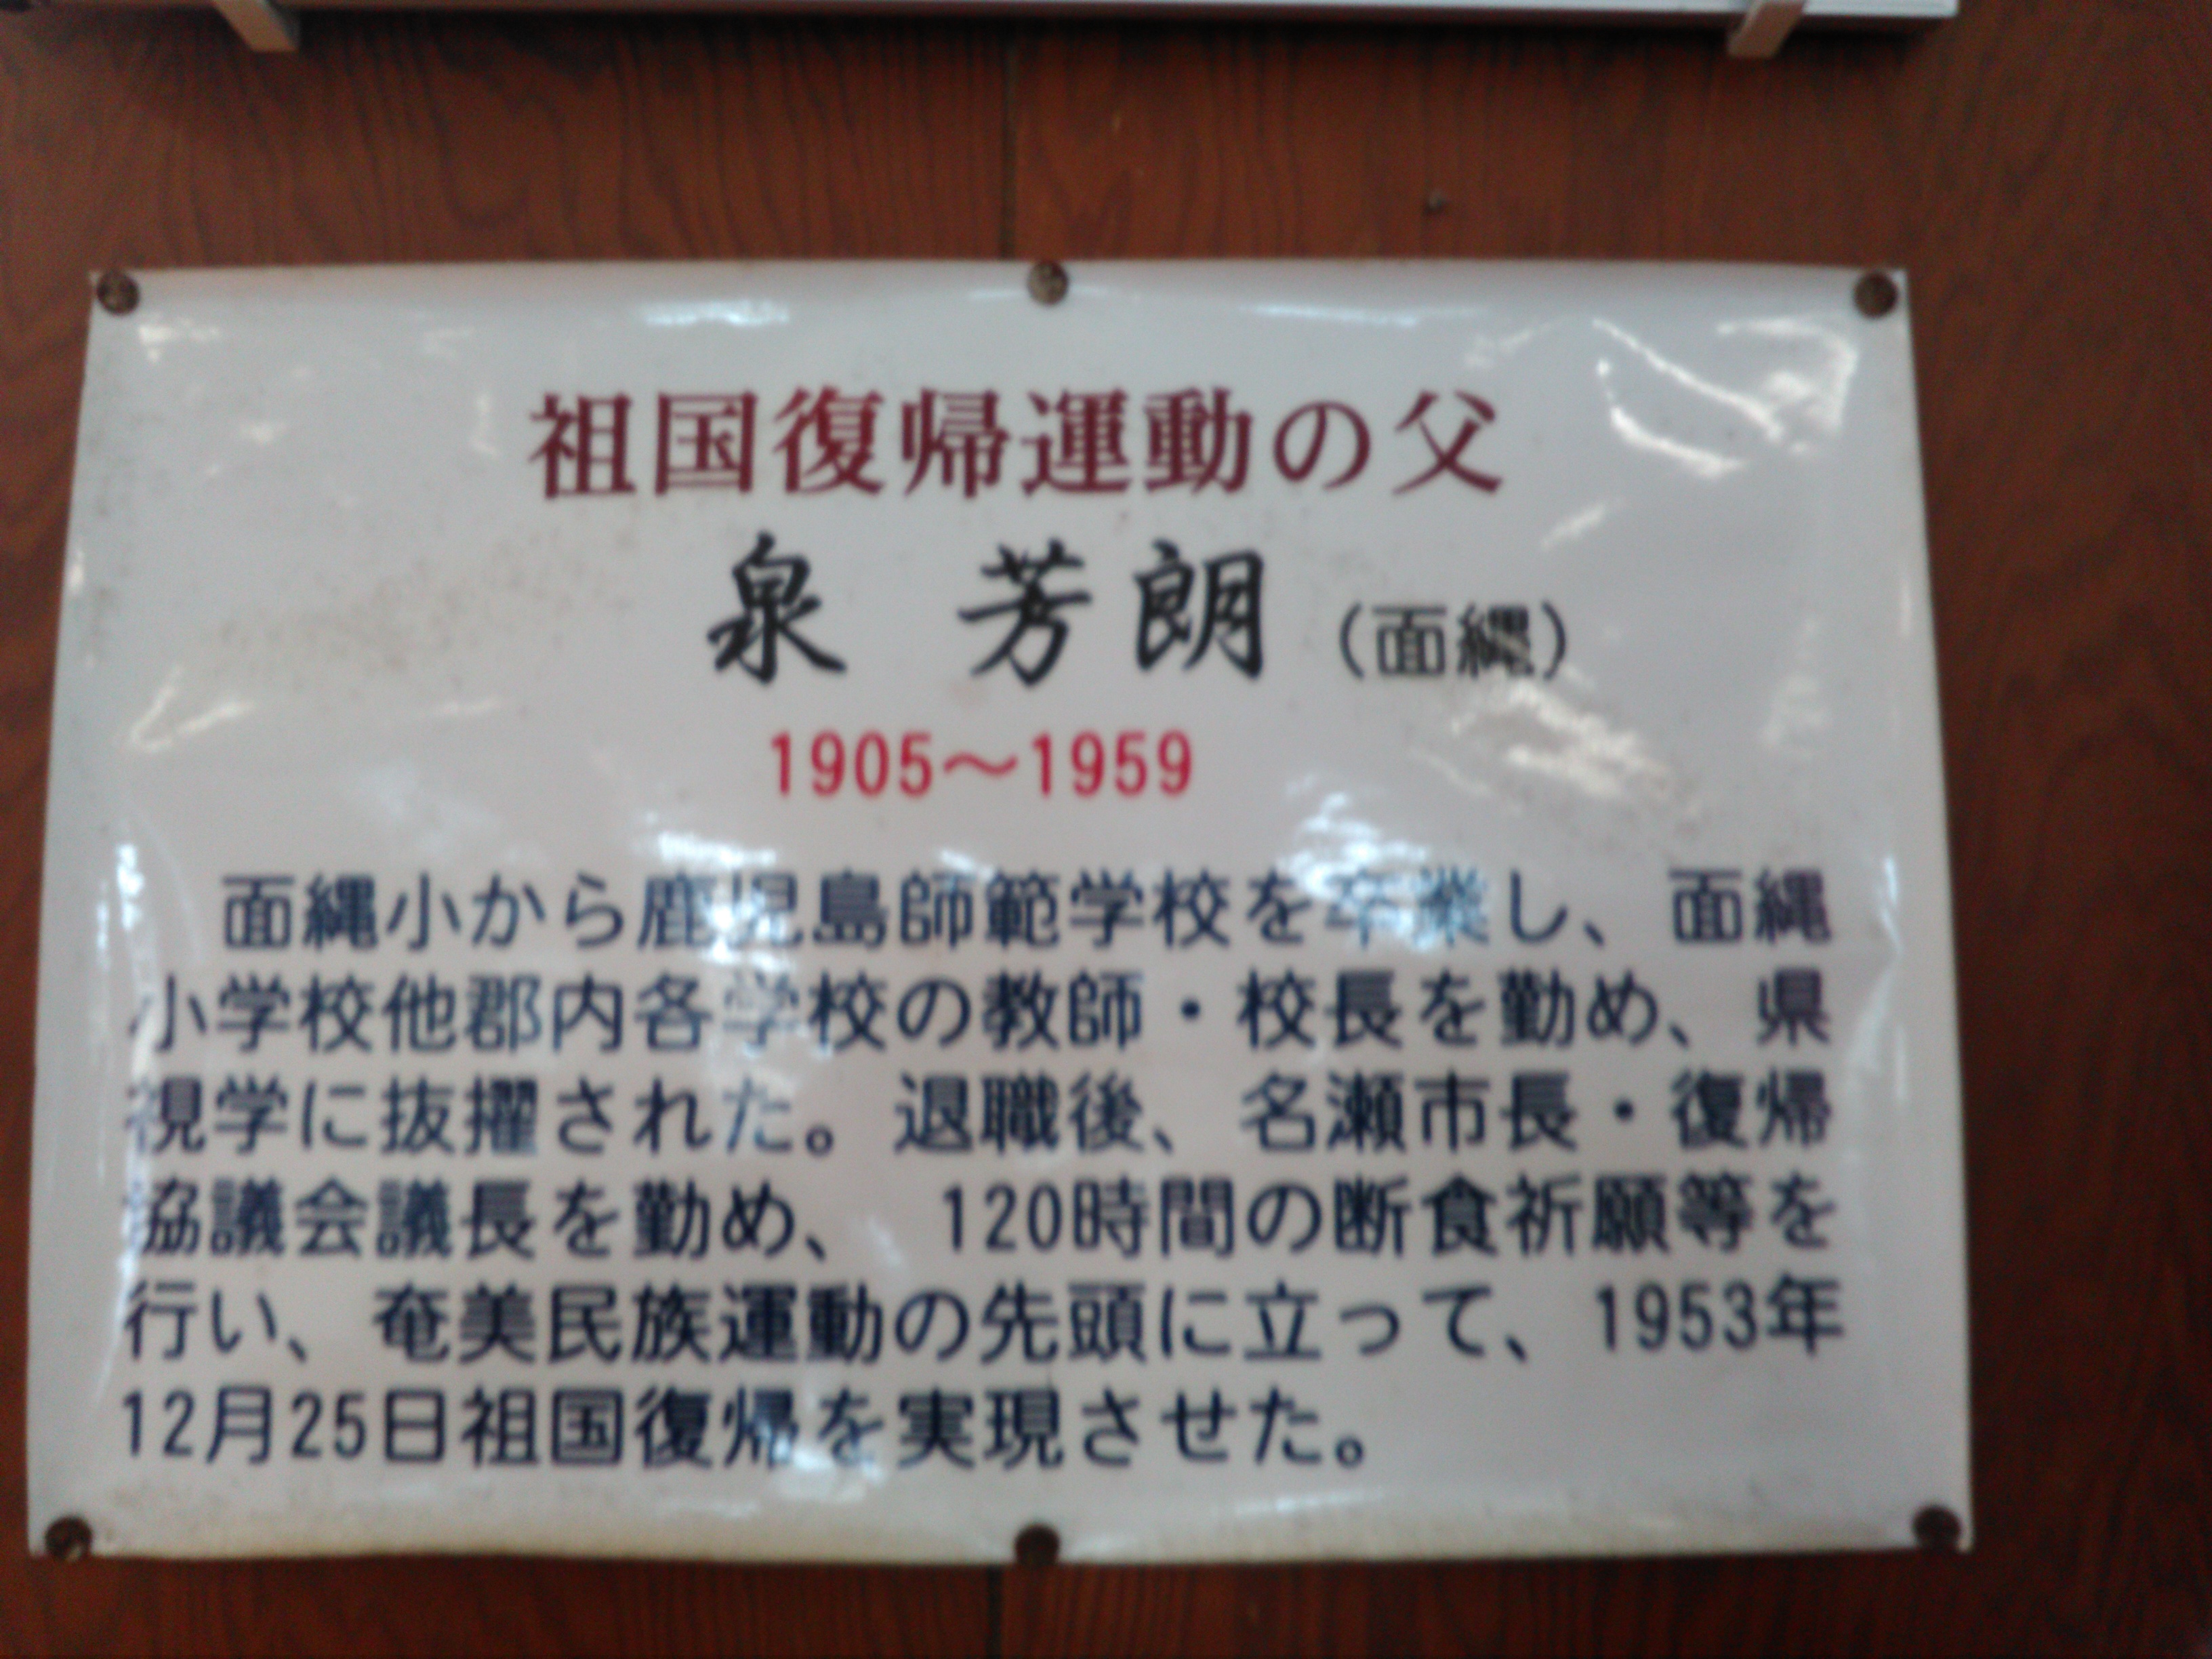 祖国復帰運動の父
泉 芳朗 (面縄)
1905～1959
面縄小から鹿児島師範学校を卒業し、面縄
小学校他郡内各学校の教師・校長を勤め、県
視学に抜擢された。退職後、名瀬市長・復帰
協議会議長を勤め、 120時間の断食祈願等を
行い、奄美民族運動の先頭に立って、1953年
12月25日祖国復帰を実現させた。